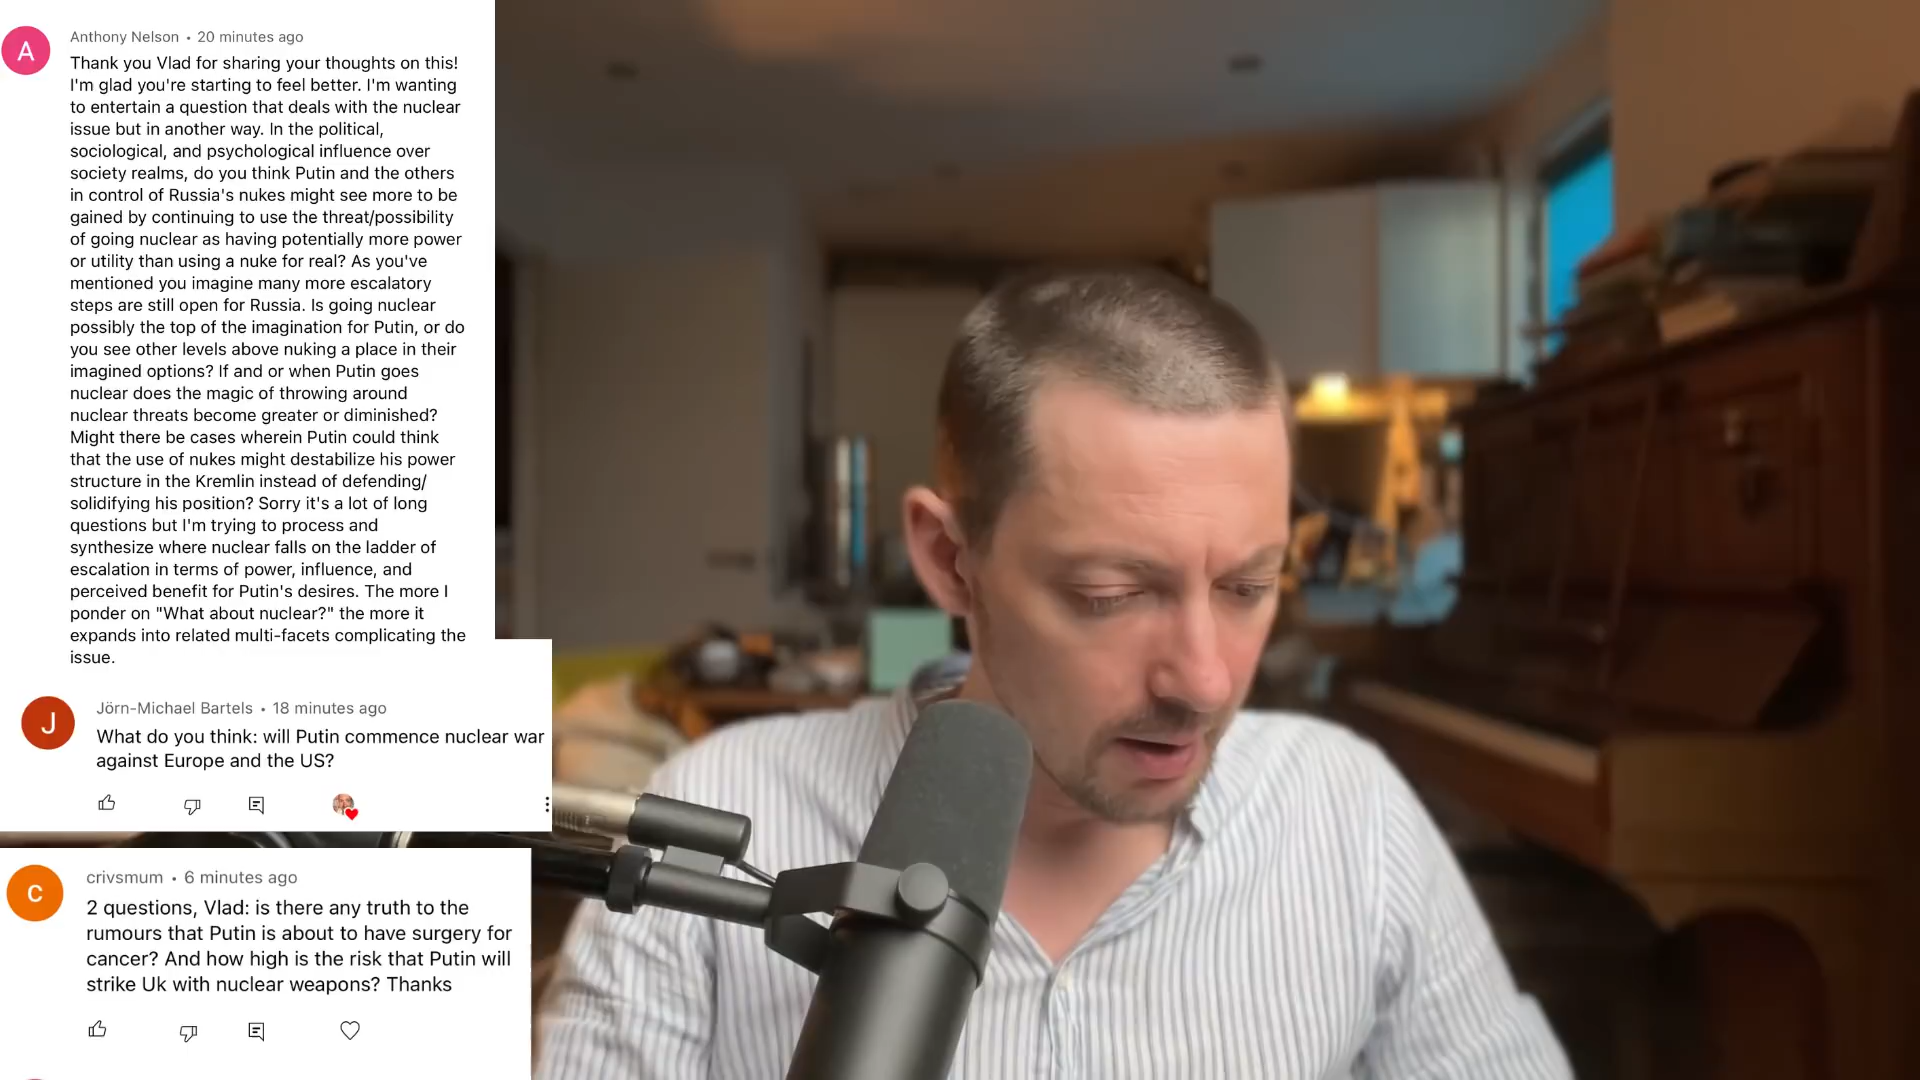 A
Anthony Nelson • 20 minutes ago
Thank you Vlad for sharing your thoughts on this!
I'm glad you're starting to feel better. I'm wanting
to entertain a question that deals with the nuclear
issue but in another way. In the political,
sociological, and psychological influence over
society realms, do you think Putin and the others
in control of Russia's nukes might see more to be
gained by continuing to use the threat/possibility
of going nuclear as having potentially more power
or utility than using a nuke for real? As you've
mentioned you imagine many more escalatory
steps are still open for Russia. Is going nuclear
possibly the top of the imagination for Putin, or do
you see other levels above nuking a place in their
imagined options? If and or when Putin goes
nuclear does the magic of throwing around
nuclear threats become greater or diminished?
Might there be cases wherein Putin could think
that the use of nukes might destabilize his power
structure in the Kremlin instead of defending/
solidifying his position? Sorry it's a lot of long
questions but I'm trying to process and
synthesize where nuclear falls on the ladder of
escalation in terms of power, influence, and
perceived benefit for Putin's desires. The more I
ponder on "What about nuclear?" the more it
expands into related multi-facets complicating the
issue.
J
Jörn-Michael Bartels • 18 minutes ago
What do you think: will Putin commence nuclear war
against Europe and the US?
C
crivsmum • 6 minutes ago
2 questions, Vlad: is there any truth to the
rumours that Putin is about to have surgery for
cancer? And how high is the risk that Putin will
strike Uk with nuclear weapons? Thanks